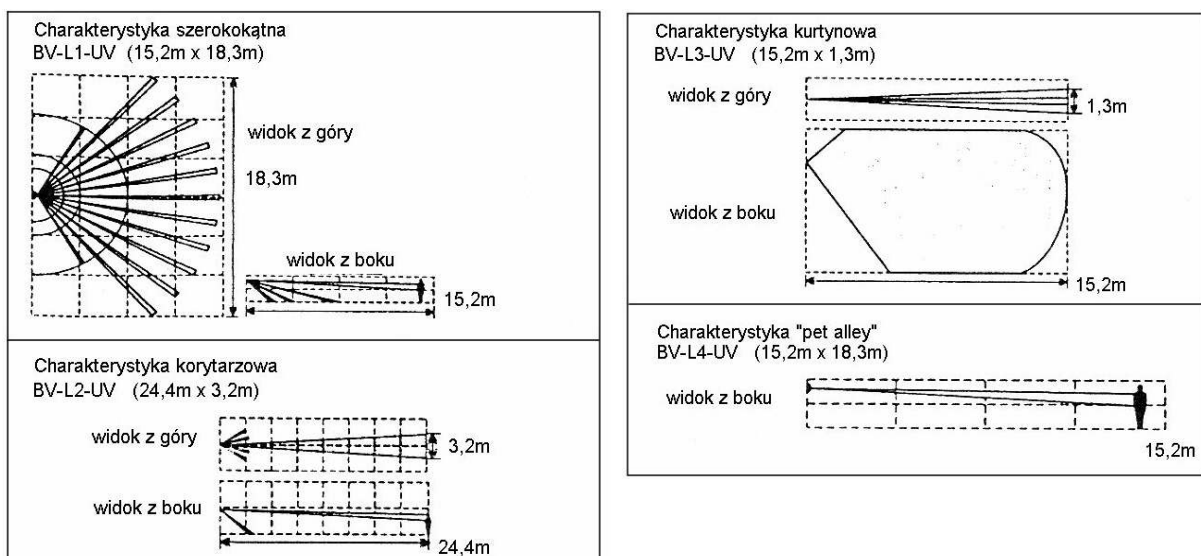 Charakterystyka szerokokątna
BV-L1-UV (15,2m x 18,3m)
widok z góry
18,3m
widok z boku
15,2m
Charakterystyka korytarzowa
BV-L2-UV (24,4m x 3,2m)
widok z góry
3,2m
widok z boku
24,4m
Charakterystyka kurtynowa
BV-L3-UV (15,2m x 1,3m)
widok z góry
1,3m
widok z boku
15,2m
Charakterystyka "pet alley"
BV-L4-UV (15,2m x 18,3m)
widok z boku
15,2m